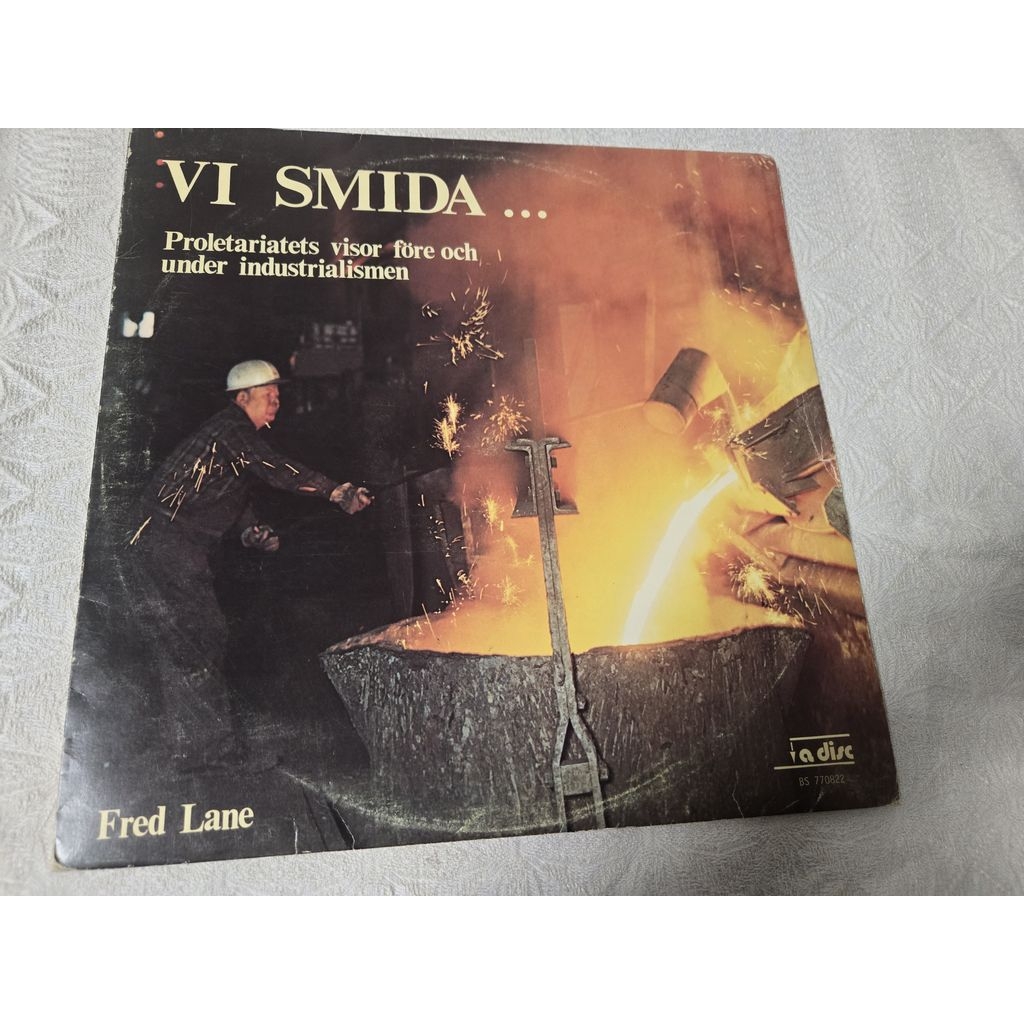 VI SMIDA ...
Proletariatets visor före och
under industrialismen
a disc
BS 770822
Fred Lane